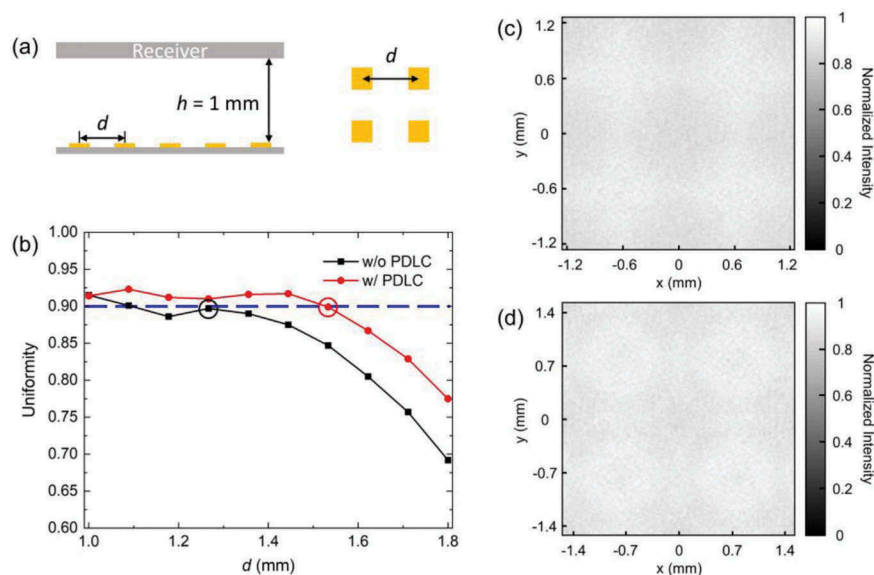 (a)
Receiver
d
h = 1 mm
d
(b)
1.00
0.95
0.90
0.85
0.80
0.75
0.70
0.65
0.60
Uniformity
w/o PDLC
w/ PDLC
1.0 1.2 1.4 1.6 1.8
d (mm)
(c)
1.2
0.6
0
-0.6
-1.2
y (mm)
-1.2 -0.6 0 0.6 1.2
x (mm)
1
0.8
0.6
0.4
0.2
0
Normalized Intensity
(d)
1.4
0.7
0
-0.7
-1.4
y (mm)
-1.4 -0.7 0 0.7 1.4
x (mm)
1
0.8
0.6
0.4
0.2
0
Normalized Intensity